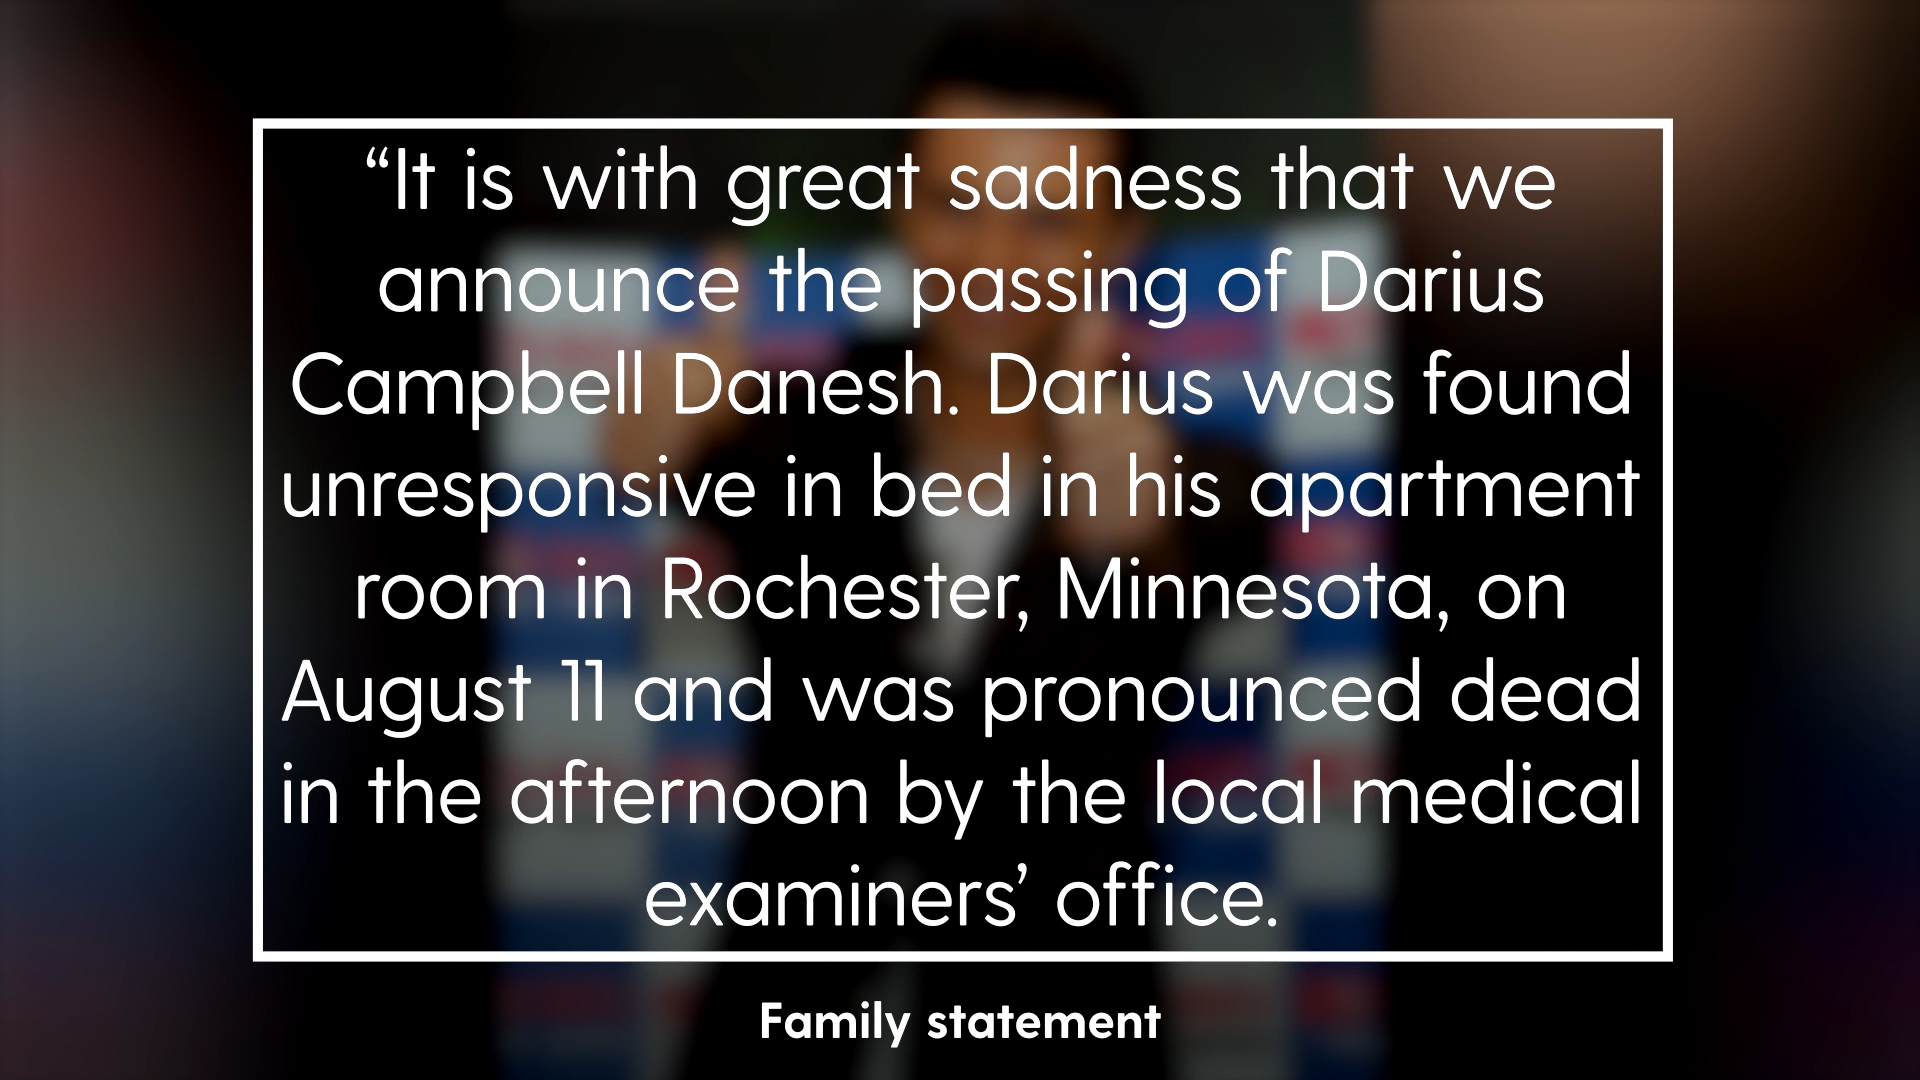 “It is with great sadness that we
announce the passing of Darius
Campbell Danesh. Darius was found
unresponsive in bed in his apartment
room in Rochester, Minnesota, on
August 11 and was pronounced dead
in the afternoon by the local medical
examiners’ office.
Family statement